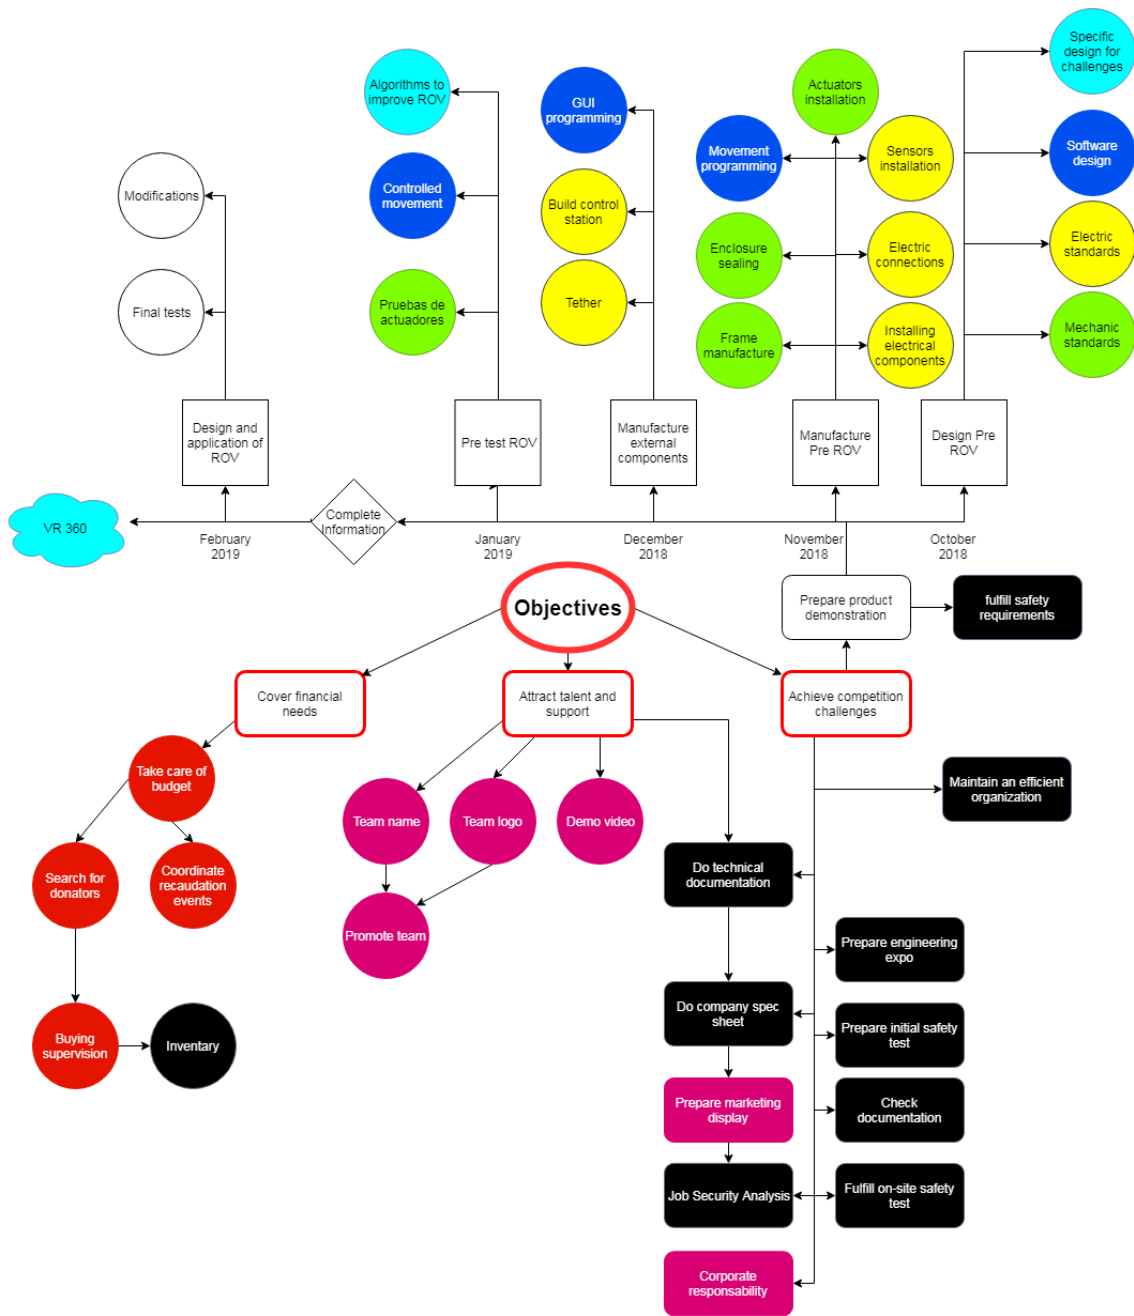 Specific
design for
challenges
Algorithms to
improve ROV
Actuators
installation
GUI
programming
Movement
programming
Sensors
installation
Software
design
Modifications
Controlled
movement
Build control
station
Enclosure
sealing
Electric
connections
Electric
standards
Final tests
Pruebas de
actuadores
Tether
Frame
manufacture
Installing
electrical
components
Mechanic
standards
Design and
application of
ROV
Pre test ROV
Manufacture
external
components
Manufacture
Pre ROV
Design Pre
ROV
VR 360
Complete
Information
February
2019
January
2019
December
2018
November
2018
October
2018
Objectives
Prepare product
demonstration
fulfill safety
requirements
Cover financial
needs
Attract talent and
support
Achieve competition
challenges
Take care of
budget
Maintain an efficient
organization
Team name
Team logo
Demo video
Search for
donators
Coordinate
recaudation
events
Do technical
documentation
Promote team
Prepare engineering
expo
Do company spec
sheet
Prepare initial safety
test
Buying
supervision
Inventary
Prepare marketing
display
Check
documentation
Job Security Analysis
Fulfill on-site safety
test
Corporate
responsability